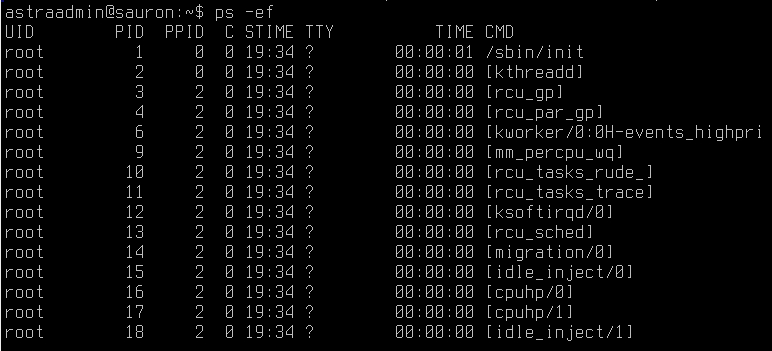 astraadmin@sauron:~$ ps -ef
UID        PID  PPID  C STIME TTY          TIME CMD
root         1     0  0 19:34 ?        00:00:01 /sbin/init
root         2     0  0 19:34 ?        00:00:00 [kthreadd]
root         3     2  0 19:34 ?        00:00:00 [rcu_gp]
root         4     2  0 19:34 ?        00:00:00 [rcu_par_gp]
root         6     2  0 19:34 ?        00:00:00 [kworker/0:0H-events_highpri
root         9     2  0 19:34 ?        00:00:00 [mm_percpu_wq]
root        10     2  0 19:34 ?        00:00:00 [rcu_tasks_rude_]
root        11     2  0 19:34 ?        00:00:00 [rcu_tasks_trace]
root        12     2  0 19:34 ?        00:00:00 [ksoftirqd/0]
root        13     2  0 19:34 ?        00:00:00 [rcu_sched]
root        14     2  0 19:34 ?        00:00:00 [migration/0]
root        15     2  0 19:34 ?        00:00:00 [idle_inject/0]
root        16     2  0 19:34 ?        00:00:00 [cpuhp/0]
root        17     2  0 19:34 ?        00:00:00 [cpuhp/1]
root        18     2  0 19:34 ?        00:00:00 [idle_inject/1]